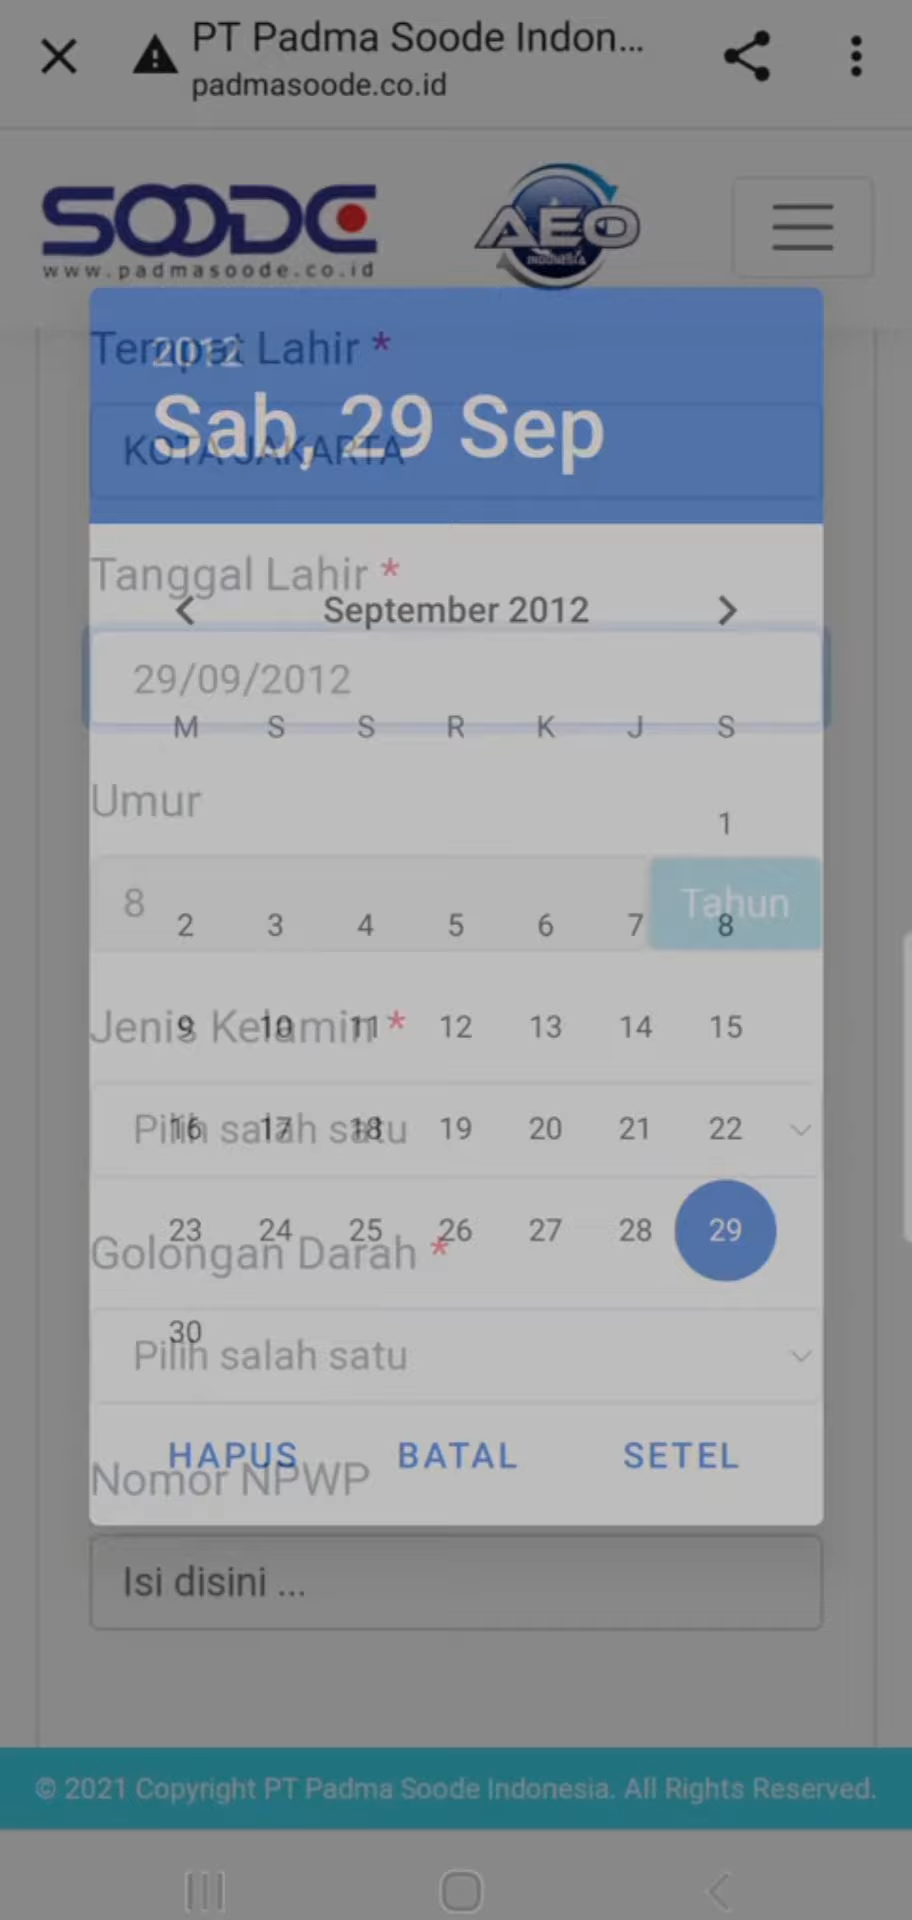 PT Padma Soode Indon...
padmasoode.co.id
SOODE
www.padmasoode.co.id
AEO
INDONESIA
Tempat Lahir *
2012
Sab, 29 Sep
KOTA JAKARTA
Tanggal Lahir *
September 2012
29/09/2012
M S S R K J S
Umur
1
8 Tahun
2 3 4 5 6 7 8
Jenis Kelamin *
9 10 11 12 13 14 15
Pilih salah satu
16 17 18 19 20 21 22
23 24 25 26 27 28 29
Golongan Darah *
30
Pilih salah satu
HAPUS BATAL SETEL
Nomor NPWP
Isi disini ...
© 2021 Copyright PT Padma Soode Indonesia. All Rights Reserved.